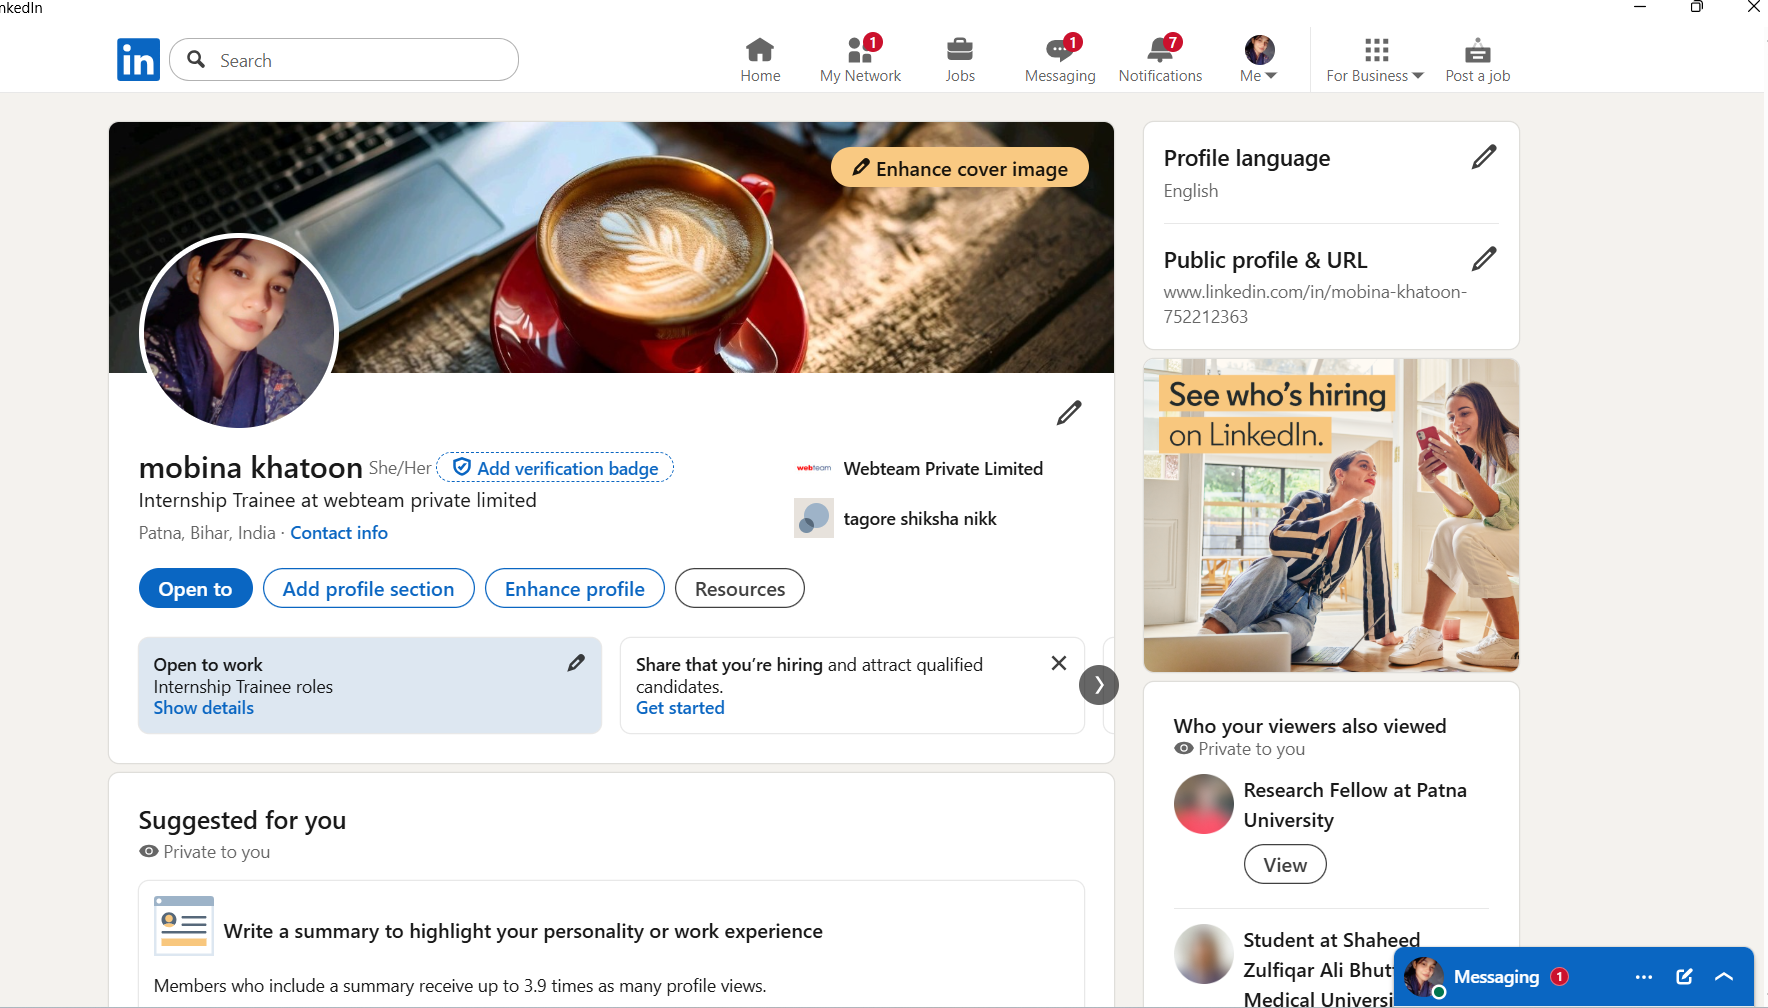 nkedIn
in
Search
Home
1
My Network
Jobs
1
Messaging
7
Notifications
Me
For Business
Post a job
Enhance cover image
mobina khatoon She/Her Add verification badge
Internship Trainee at webteam private limited
Patna, Bihar, India · Contact info
webteam Webteam Private Limited
tagore shiksha nikk
Open to
Add profile section
Enhance profile
Resources
Open to work
Internship Trainee roles
Show details
Share that you're hiring and attract qualified
candidates.
Get started
Suggested for you
Private to you
Write a summary to highlight your personality or work experience
Members who include a summary receive up to 3.9 times as many profile views.
Profile language
English
Public profile & URL
www.linkedin.com/in/mobina-khatoon-
752212363
See who's hiring
on LinkedIn.
Who your viewers also viewed
Private to you
Research Fellow at Patna
University
View
Student at Shaheed
Zulfiqar Ali Bhut
Medical Universi
Messaging 1